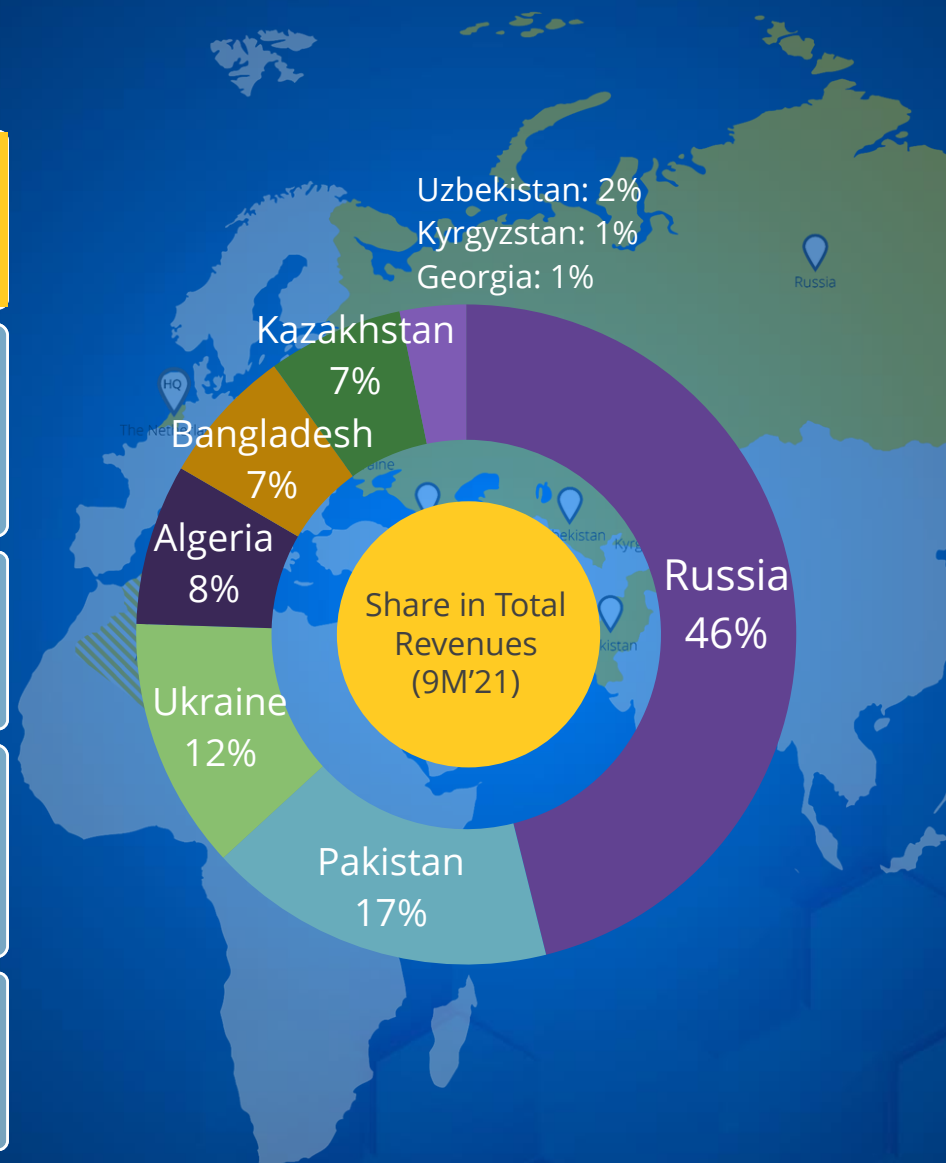 Uzbekistan: 2%
Kyrgyzstan: 1%
Georgia: 1%
Russia
Kazakhstan
7%
HQ
The
Bangladesh
7%
Algeria
8%
Russia
46%
Share in Total
Revenues
(9M’21)
Ukraine
12%
Pakistan
17%